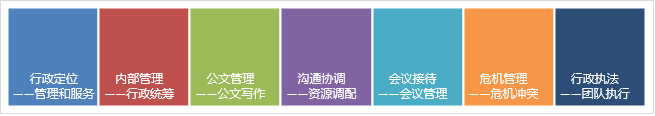 行政定位
——管理和服务
内部管理
——行政统筹
公文管理
——公文写作
沟通协调
——资源调配
会议接待
——会议管理
危机管理
——危机冲突
行政执法
——团队执行